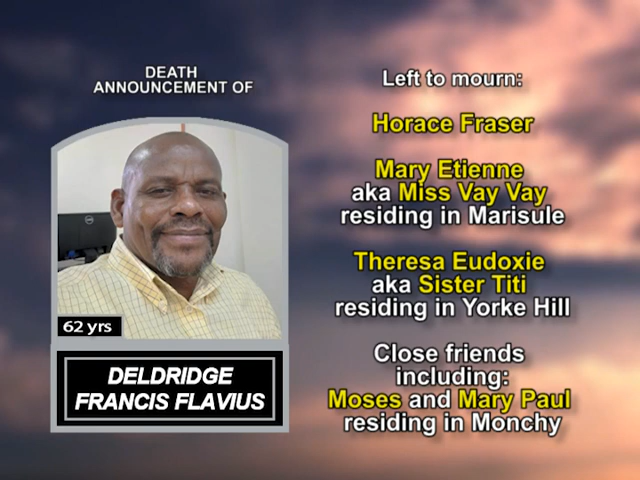 DEATH
ANNOUNCEMENT OF
62 yrs
DELDRIDGE
FRANCIS FLAVIUS
Left to mourn:
Horace Fraser
Mary Etienne
aka Miss Vay Vay
residing in Marisule
Theresa Eudoxie
aka Sister Titi
residing in Yorke Hill
Close friends
including:
Moses and Mary Paul
residing in Monchy